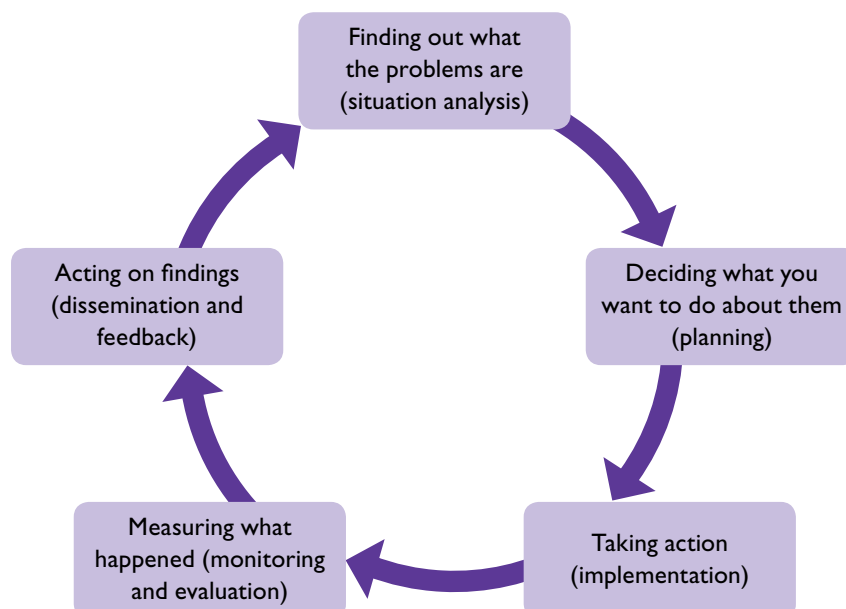 Finding out what
the problems are
(situation analysis)
Deciding what you
want to do about them
(planning)
Taking action
(implementation)
Measuring what
happened (monitoring
and evaluation)
Acting on findings
(dissemination and
feedback)